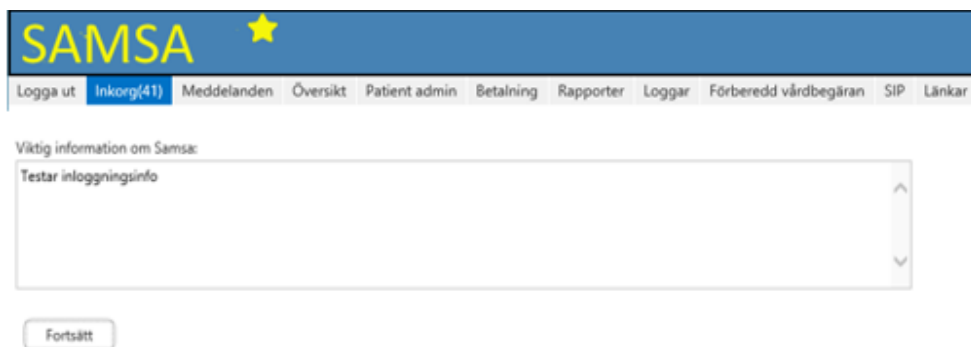 SAMSA
Logga ut Inkorg(41) Meddelanden Översikt Patient admin Betalning Rapporter Loggar Förberedd vårdbegäran SIP Länkar
Viktig information om Samsa:
Testar inloggningsinfo
Fortsätt